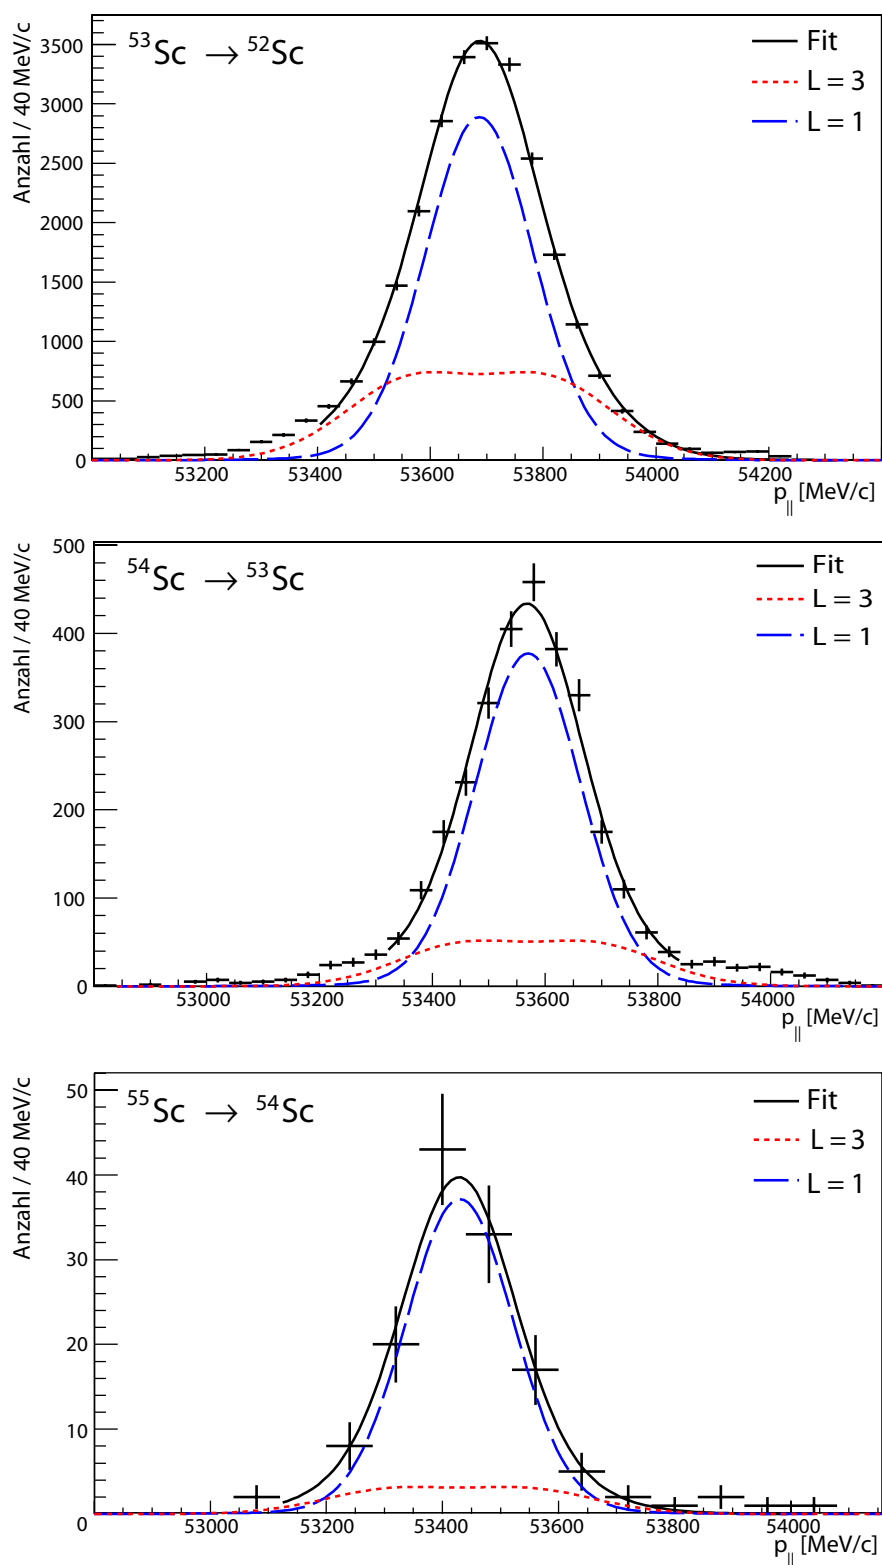 ⁵³Sc → ⁵²Sc
Fit
L = 3
L = 1
Anzahl / 40 MeV/c
3500
3000
2500
2000
1500
1000
500
0
53200 53400 53600 53800 54000 54200
p|| [MeV/c]
⁵⁴Sc → ⁵³Sc
Fit
L = 3
L = 1
Anzahl / 40 MeV/c
500
400
300
200
100
0
53000 53200 53400 53600 53800 54000
p|| [MeV/c]
⁵⁵Sc → ⁵⁴Sc
Fit
L = 3
L = 1
Anzahl / 40 MeV/c
50
40
30
20
10
0
53000 53200 53400 53600 53800 54000
p|| [MeV/c]